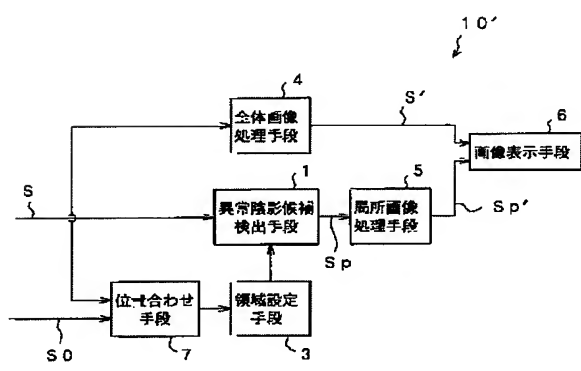 10′
4
全体画像
処理手段
S′
6
画像表示手段
1
異常陰影候補
検出手段
5
局所画像
処理手段
S
Sp
Sp′
位置合わせ
手段
領域設定
手段
S0
7
3